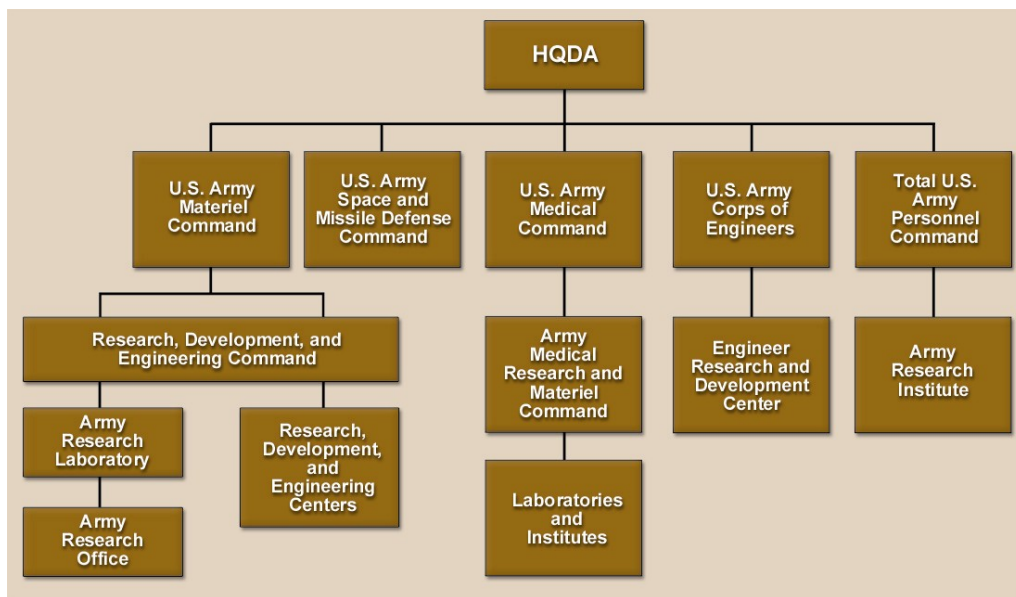 HQDA
U.S. Army
Materiel
Command
U.S. Army
Space and
Missile Defense
Command
U.S. Army
Medical
Command
U.S. Army
Corps of
Engineers
Total U.S.
Army
Personnel
Command
Research, Development, and
Engineering Command
Army
Medical
Research and
Materiel
Command
Engineer
Research and
Development
Center
Army
Research
Institute
Army
Research
Laboratory
Research,
Development,
and
Engineering
Centers
Laboratories
and
Institutes
Army
Research
Office